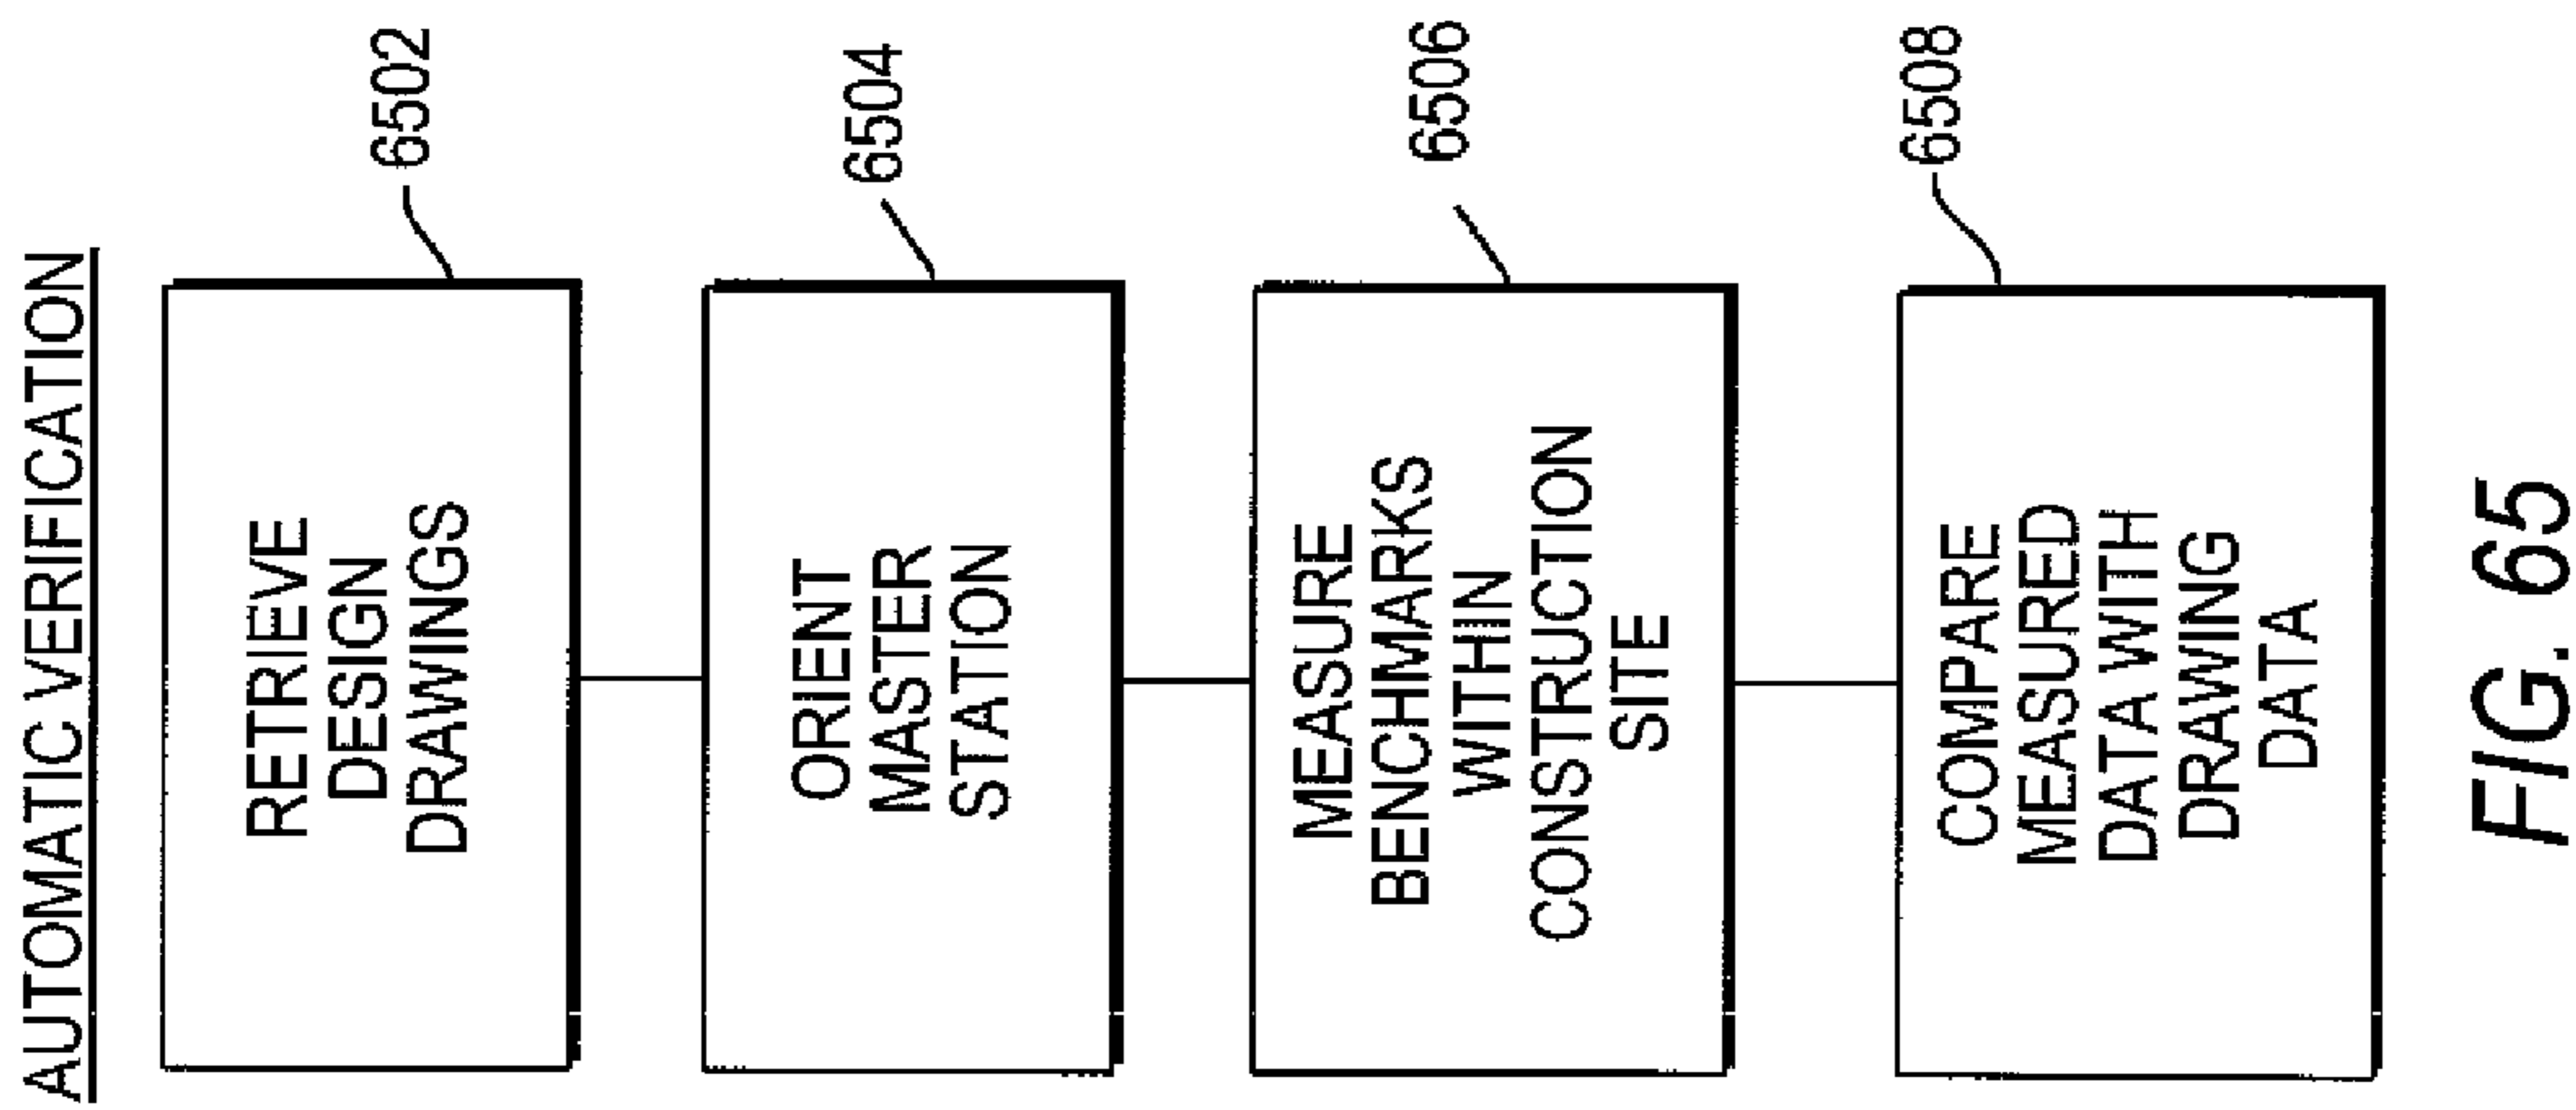 AUTOMATIC VERIFICATION
RETRIEVE
DESIGN
DRAWINGS
6502
ORIENT
MASTER
STATION
6504
MEASURE
BENCHMARKS
WITHIN
CONSTRUCTION
SITE
6506
COMPARE
MEASURED
DATA WITH
DRAWING
DATA
6508
FIG. 65